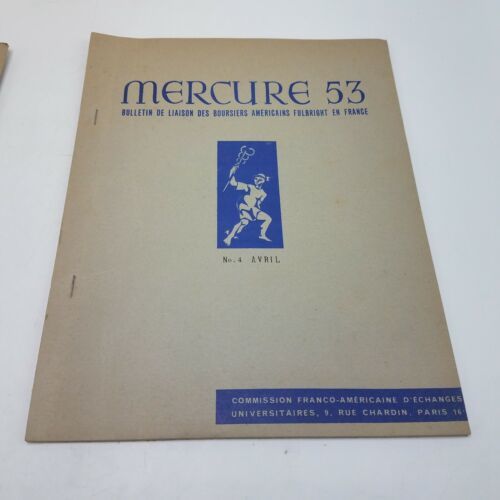 MERCURE 53
BULLETIN DE LIAISON DES BOURSIERS AMERICAINS FULBRIGHT EN FRANCE
No. 4 AVRIL
COMMISSION FRANCO-AMÉRICAINE D'ÉCHANGES
UNIVERSITAIRES, 9, RUE CHARDIN, PARIS 16